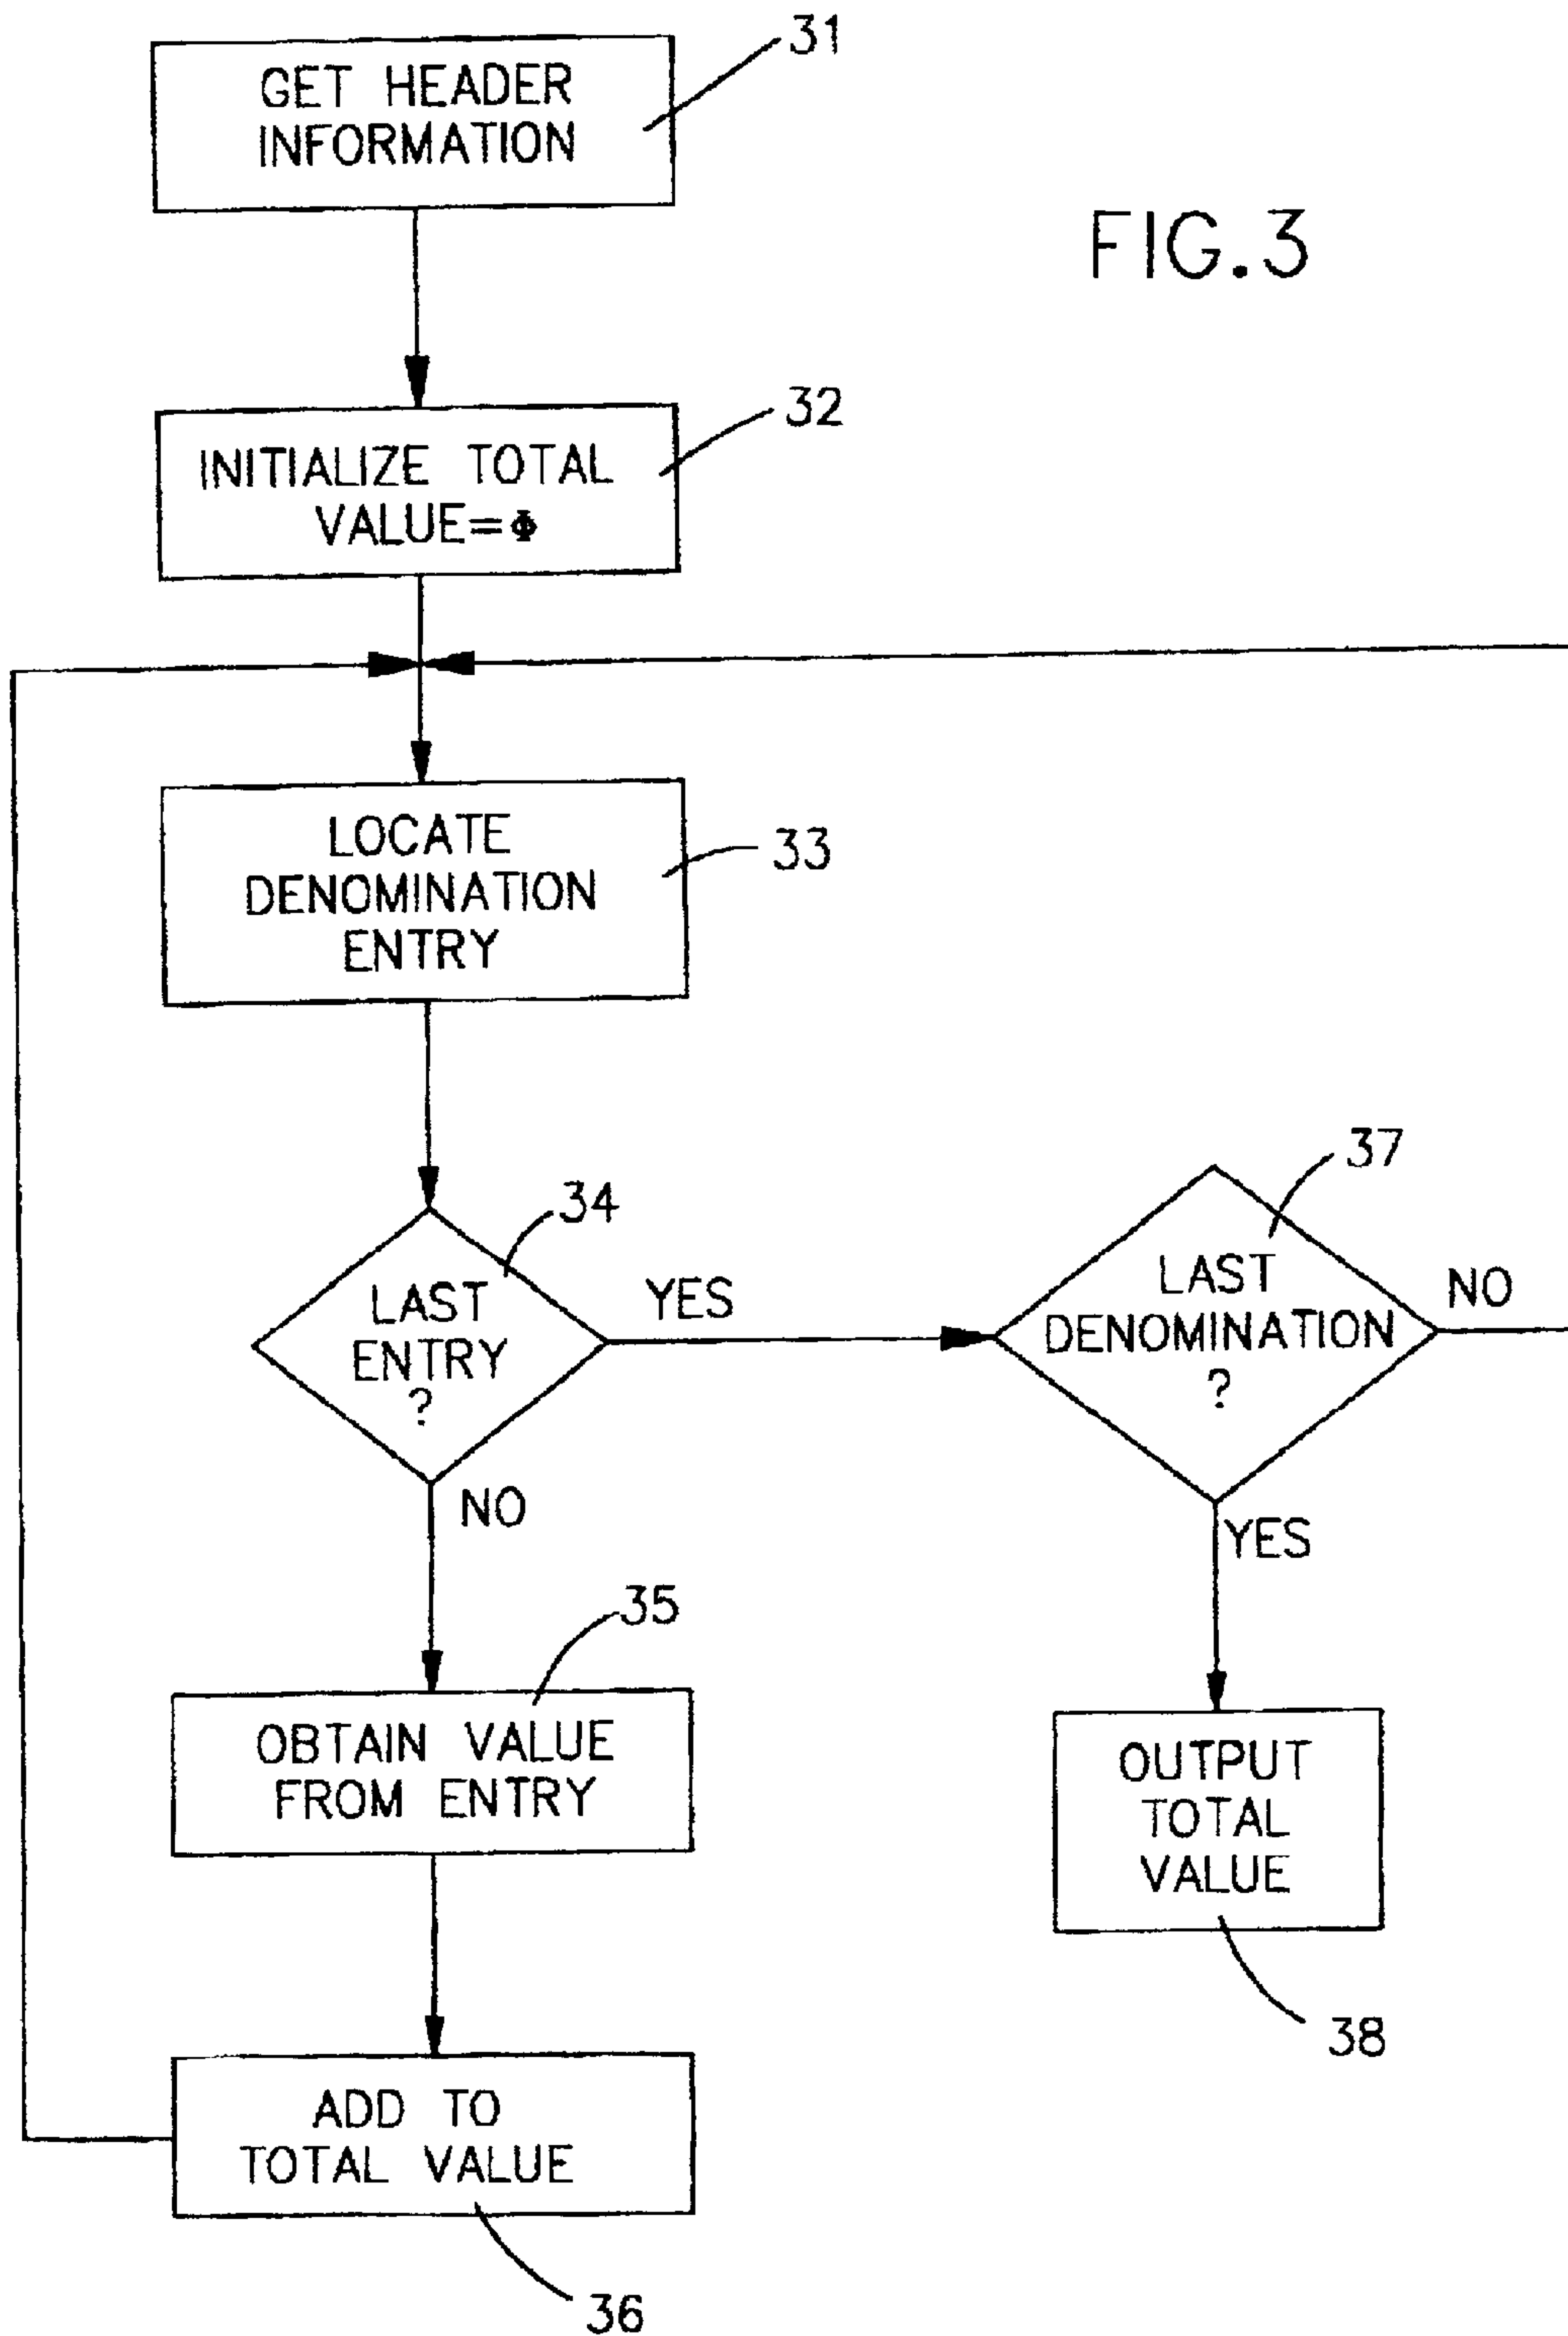 31
GET HEADER
INFORMATION
FIG.3
32
INITIALIZE TOTAL
VALUE=Φ
33
LOCATE
DENOMINATION
ENTRY
34
LAST
ENTRY
?
YES
NO
37
LAST
DENOMINATION
?
NO
YES
35
OBTAIN VALUE
FROM ENTRY
OUTPUT
TOTAL
VALUE
38
ADD TO
TOTAL VALUE
36